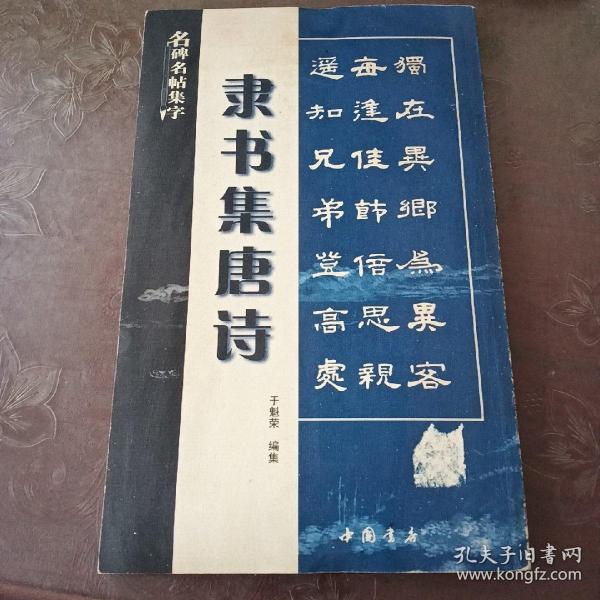 名碑名帖集字
隶书集唐诗
于魁荣 编集
獨在異鄉為異客
每逢佳節倍思親
遥知兄弟登高處
中国书店
孔夫子旧书网
www.kongfz.com